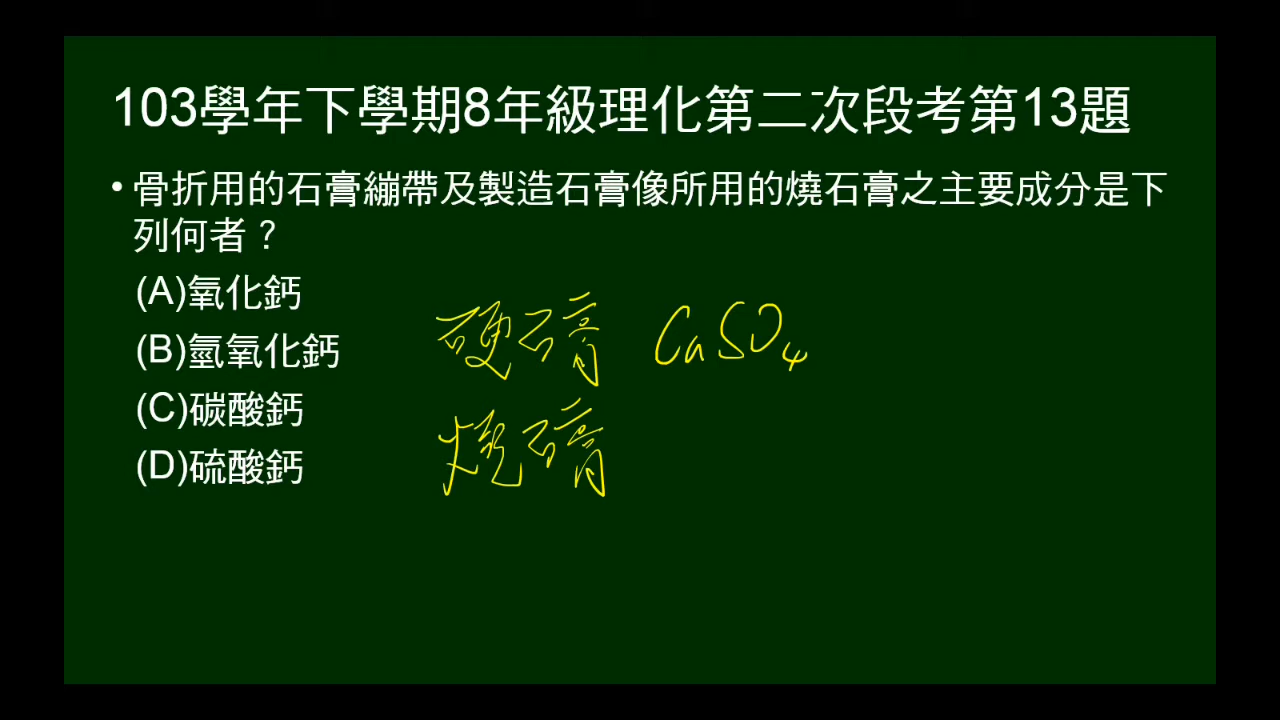 103學年下學期8年級理化第二次段考第13題
• 骨折用的石膏繃帶及製造石膏像所用的燒石膏之主要成分是下
列何者？
(A)氧化鈣
(B)氫氧化鈣
(C)碳酸鈣
(D)硫酸鈣
硬石膏 CaSO₄
燒石膏